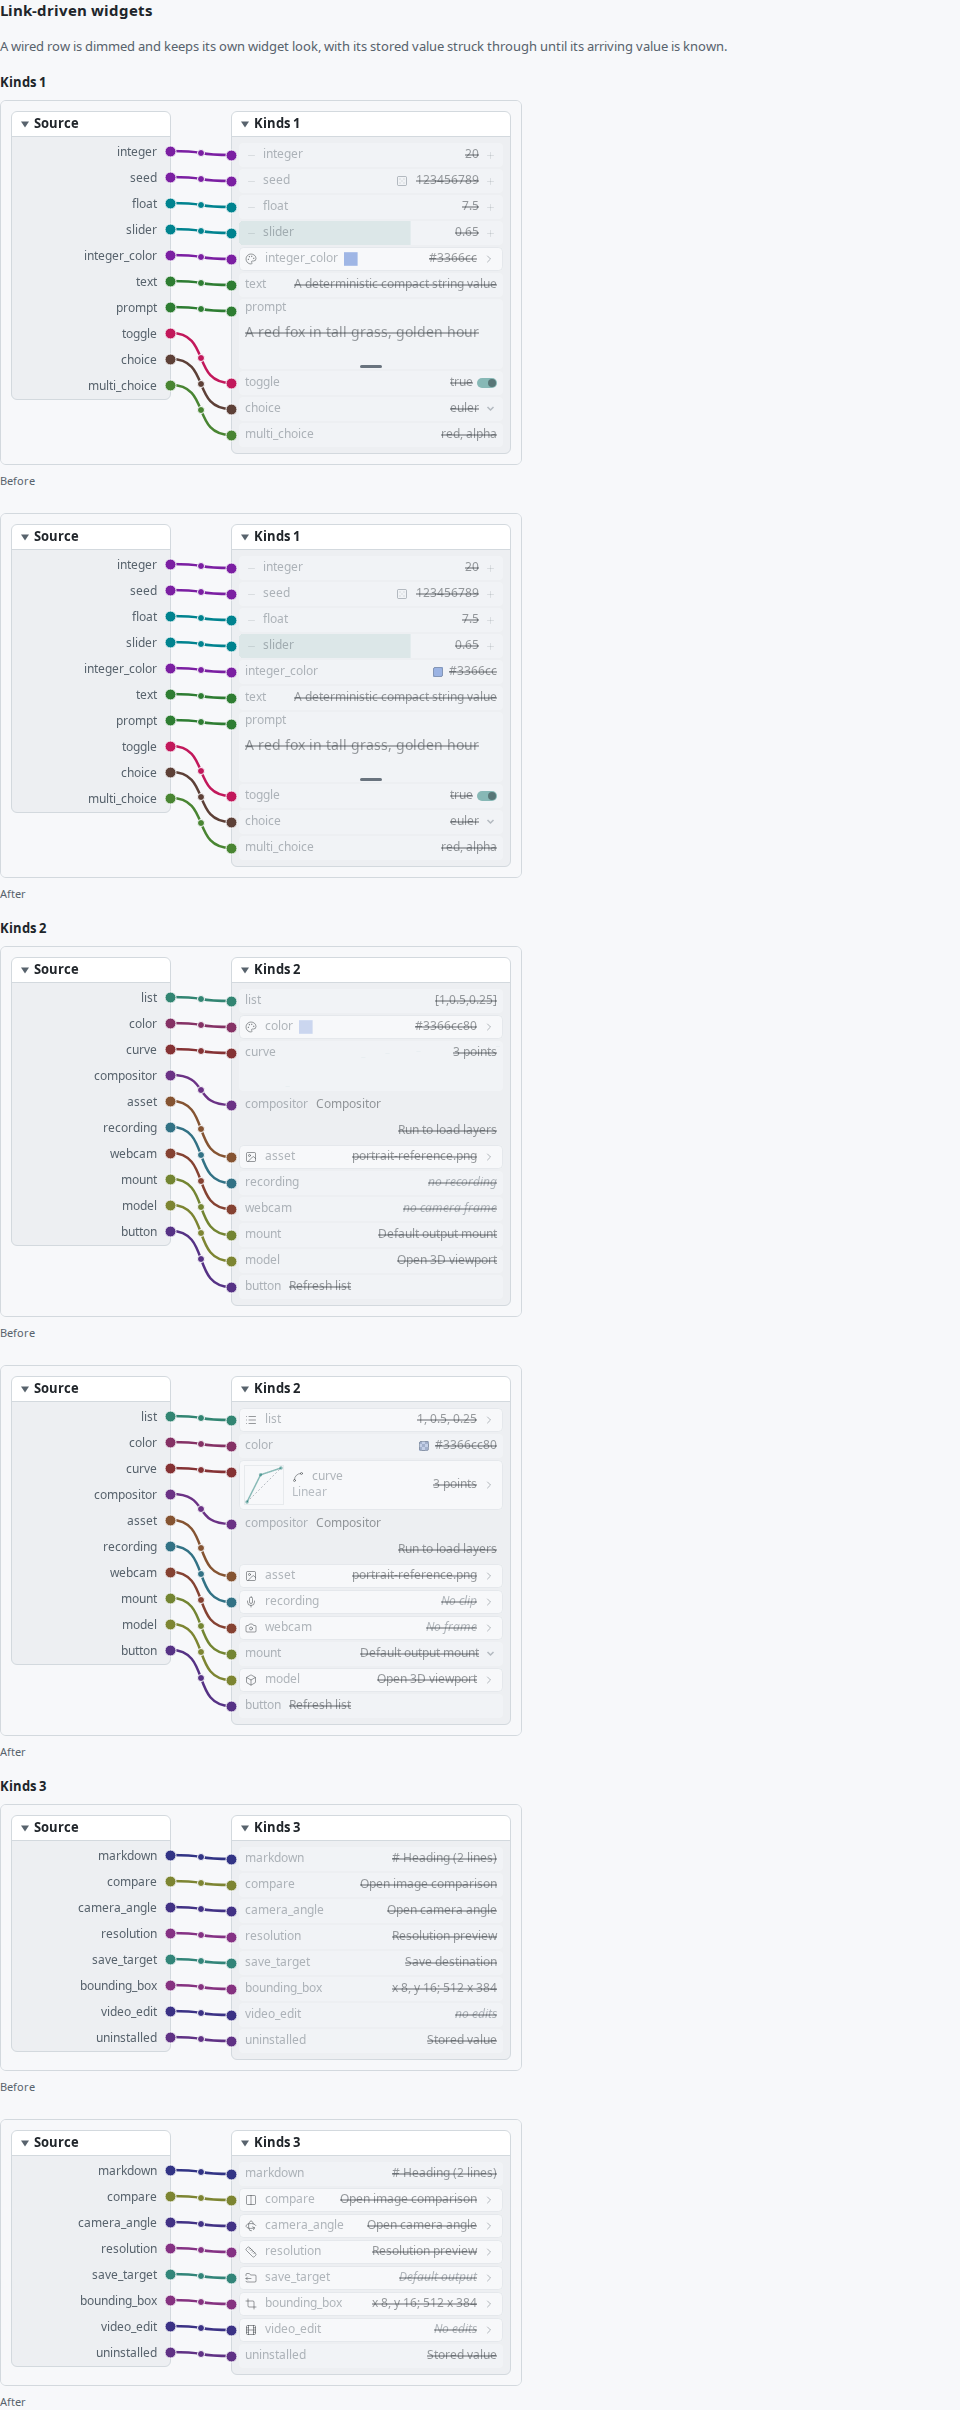 Link-driven widgets
A wired row is dimmed and keeps its own widget look, with its stored value struck through until its arriving value is known.
Kinds 1
Source
integer
seed
float
slider
integer_color
text
prompt
toggle
choice
multi_choice
Kinds 1
integer 20
seed 123456789
float 7.5
slider 0.65
integer_color #3366cc
text A deterministic compact string value
prompt
A red fox in tall grass, golden hour
toggle true
choice euler
multi_choice red, alpha
Before
Source
integer
seed
float
slider
integer_color
text
prompt
toggle
choice
multi_choice
Kinds 1
integer 20
seed 123456789
float 7.5
slider 0.65
integer_color #3366cc
text A deterministic compact string value
prompt
A red fox in tall grass, golden hour
toggle true
choice euler
multi_choice red, alpha
After
Kinds 2
Source
list
color
curve
compositor
asset
recording
webcam
mount
model
button
Kinds 2
list [1,0.5,0.25]
color #3366cc80
curve 3 points
compositor Compositor
Run to load layers
asset portrait-reference.png
recording no recording
webcam no camera frame
mount Default output mount
model Open 3D viewport
button Refresh list
Before
Source
list
color
curve
compositor
asset
recording
webcam
mount
model
button
Kinds 2
list 1, 0.5, 0.25
color #3366cc80
curve 3 points
Linear
compositor Compositor
Run to load layers
asset portrait-reference.png
recording No clip
webcam No frame
mount Default output mount
model Open 3D viewport
button Refresh list
After
Kinds 3
Source
markdown
compare
camera_angle
resolution
save_target
bounding_box
video_edit
uninstalled
Kinds 3
markdown # Heading (2 lines)
compare Open image comparison
camera_angle Open camera angle
resolution Resolution preview
save_target Save destination
bounding_box x 8, y 16; 512 x 384
video_edit no edits
uninstalled Stored value
Before
Source
markdown
compare
camera_angle
resolution
save_target
bounding_box
video_edit
uninstalled
Kinds 3
markdown # Heading (2 lines)
compare Open image comparison
camera_angle Open camera angle
resolution Resolution preview
save_target Default output
bounding_box x 8, y 16; 512 x 384
video_edit No edits
uninstalled Stored value
After